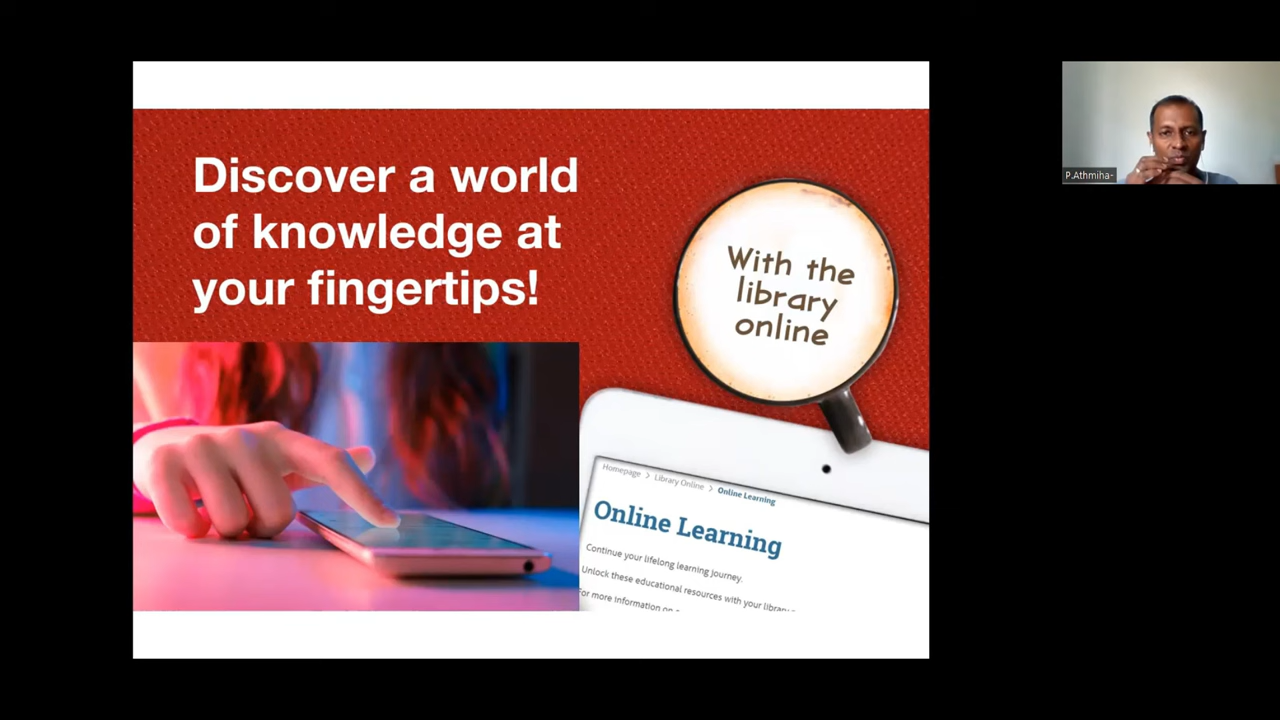 Discover a world
of knowledge at
your fingertips!
With the
library
online
Homepage > Library Online > Online Learning
Online Learning
Continue your lifelong learning journey.
Unlock these educational resources with your library
For more information on
P.Athmiha-